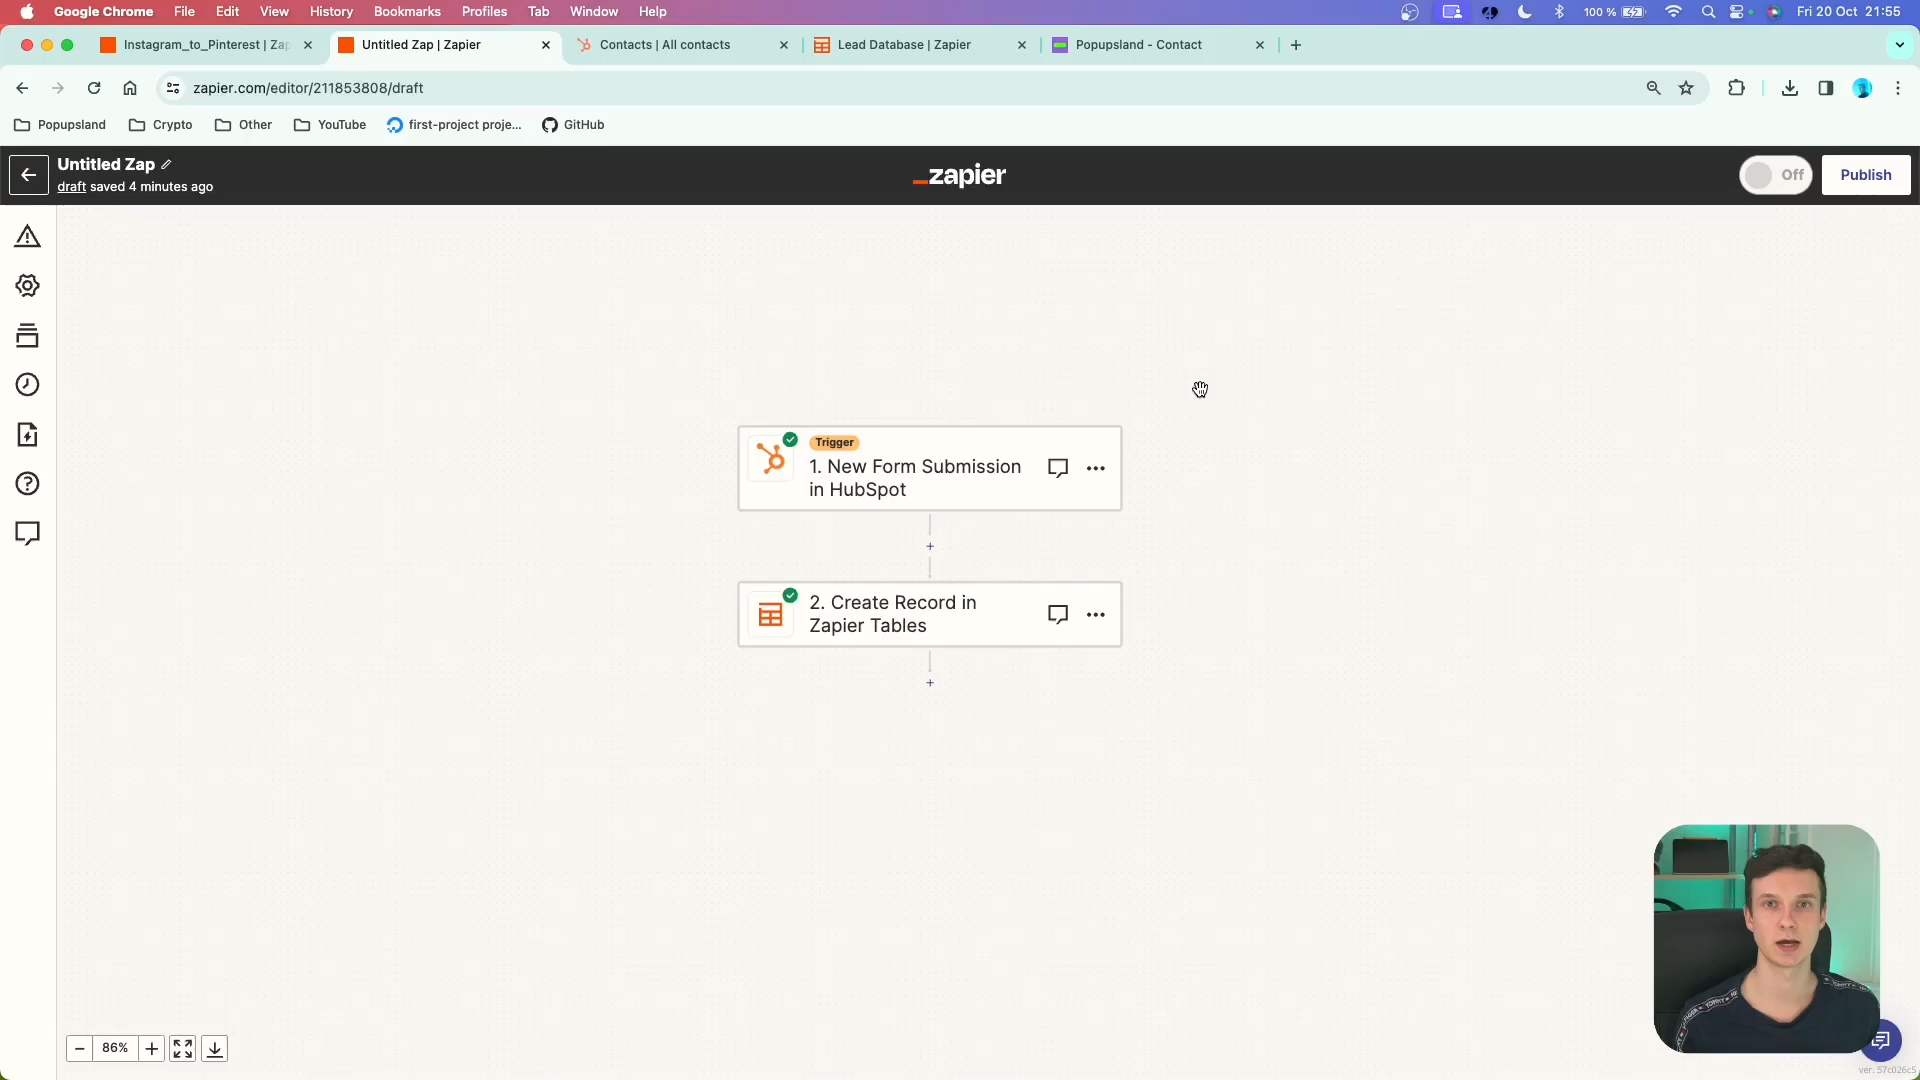 Google Chrome File Edit View History Bookmarks Profiles Tab Window Help 100 % Fri 20 Oct 21:55
Instagram_to_Pinterest | Zap Untitled Zap | Zapier Contacts | All contacts Lead Database | Zapier Popupsland - Contact
zapier.com/editor/211853808/draft
Popupsland Crypto Other YouTube first-project proje... GitHub
Untitled Zap
draft saved 4 minutes ago
_zapier
Off
Publish
Trigger
1. New Form Submission
in HubSpot
2. Create Record in
Zapier Tables
86%
ver. 57c026c5